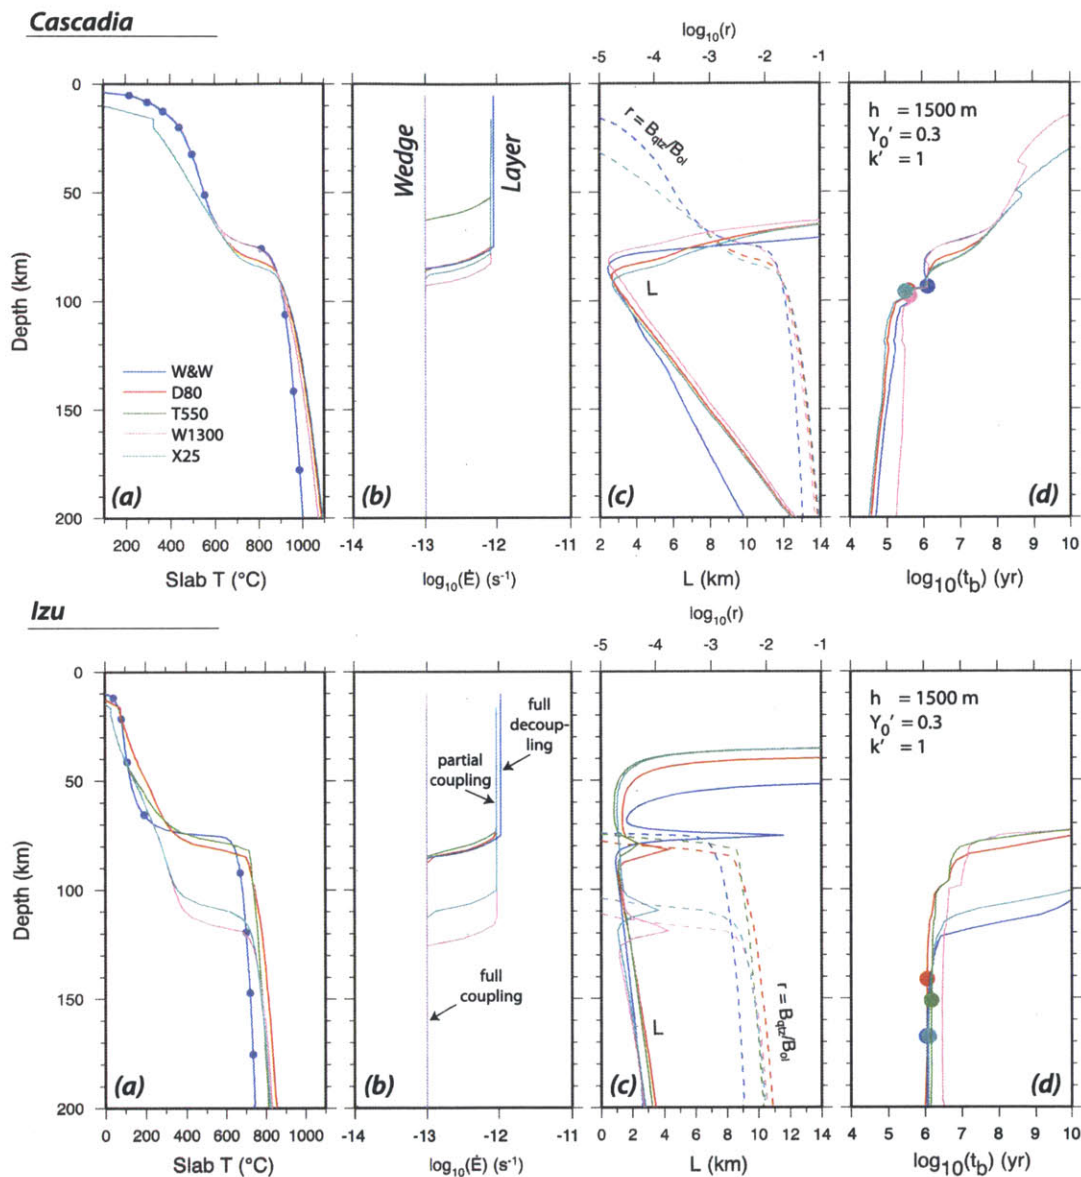 Cascadia
log10(r)
-5 -4 -3 -2 -1
0
50
100
150
200
Depth (km)
W&W
D80
T550
W1300
X25
(a)
200 400 600 800 1000
Slab T (°C)
Wedge
Layer
(b)
-14 -13 -12 -11
log10(Ė) (s-1)
r = Bqtz/Bol
L
(c)
2 4 6 8 10 12 14
L (km)
h = 1500 m
Y0' = 0.3
k' = 1
(d)
4 5 6 7 8 9 10
log10(tb) (yr)
Izu
log10(r)
-5 -4 -3 -2 -1
0
50
100
150
200
Depth (km)
(a)
0 200 400 600 800 1000
Slab T (°C)
full
decoup-
ling
partial
coupling
full
coupling
(b)
-14 -13 -12 -11
log10(Ė) (s-1)
L
r = Bqtz/Bol
(c)
0 2 4 6 8 10 12 14
L (km)
h = 1500 m
Y0' = 0.3
k' = 1
(d)
4 5 6 7 8 9 10
log10(tb) (yr)